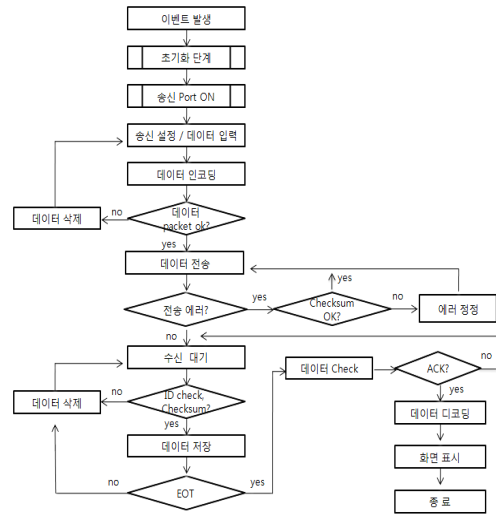 이벤트 발생
초기화 단계
송신 Port ON
송신 설정 / 데이터 입력
데이터 인코딩
데이터 삭제
no
데이터
packet ok?
yes
데이터 전송
전송 에러?
yes
Checksum
OK?
yes
no
에러 정정
no
수신 대기
데이터 Check
ACK?
no
yes
데이터 삭제
no
ID check,
Checksum?
yes
데이터 디코딩
데이터 저장
화면 표시
no
EOT
yes
종 료